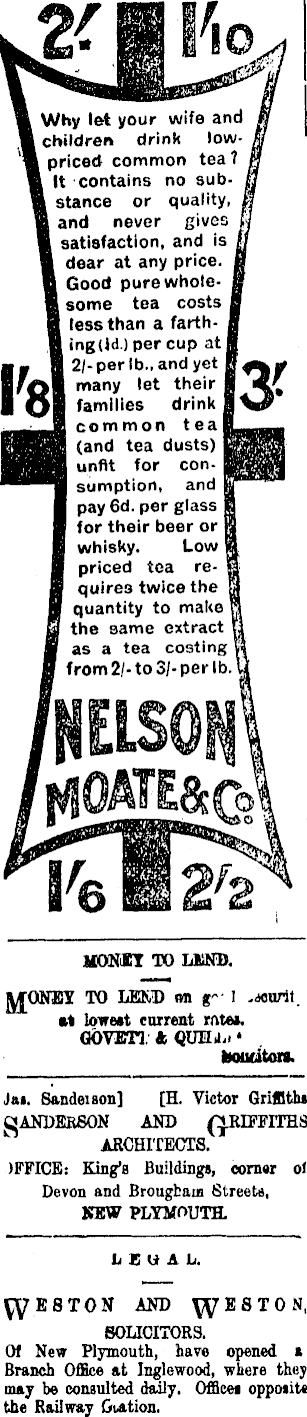 2/- 1/10
Why let your wife and
children drink low-
priced common tea?
It contains no sub-
stance or quality,
and never gives
satisfaction, and is
dear at any price.
Good pure whole-
some tea costs
less than a farth-
ing (¼d.) per cup at
2/- per lb., and yet
many let their
families drink
common tea
(and tea dusts)
unfit for con-
sumption, and
pay 6d. per glass
for their beer or
whisky. Low
priced tea re-
quires twice the
quantity to make
the same extract
as a tea costing
from 2/- to 3/- per lb.
1/8 3/-
NELSON
MOATE & Co.
1/6 2/2
MONEY TO LEND.
MONEY TO LEND on
at lowest current rates.
GOVETT &
Solicitors.
Jas. Sanderson] [H. Victor Griffiths
SANDERSON AND GRIFFITHS
ARCHITECTS.
OFFICE: King's Buildings, corner of
Devon and Brougham Streets,
NEW PLYMOUTH.
LEGAL.
WESTON AND WESTON,
SOLICITORS.
Of New Plymouth, have opened a
Branch Office at Inglewood, where they
may be consulted daily. Offices opposite
the Railway Station.